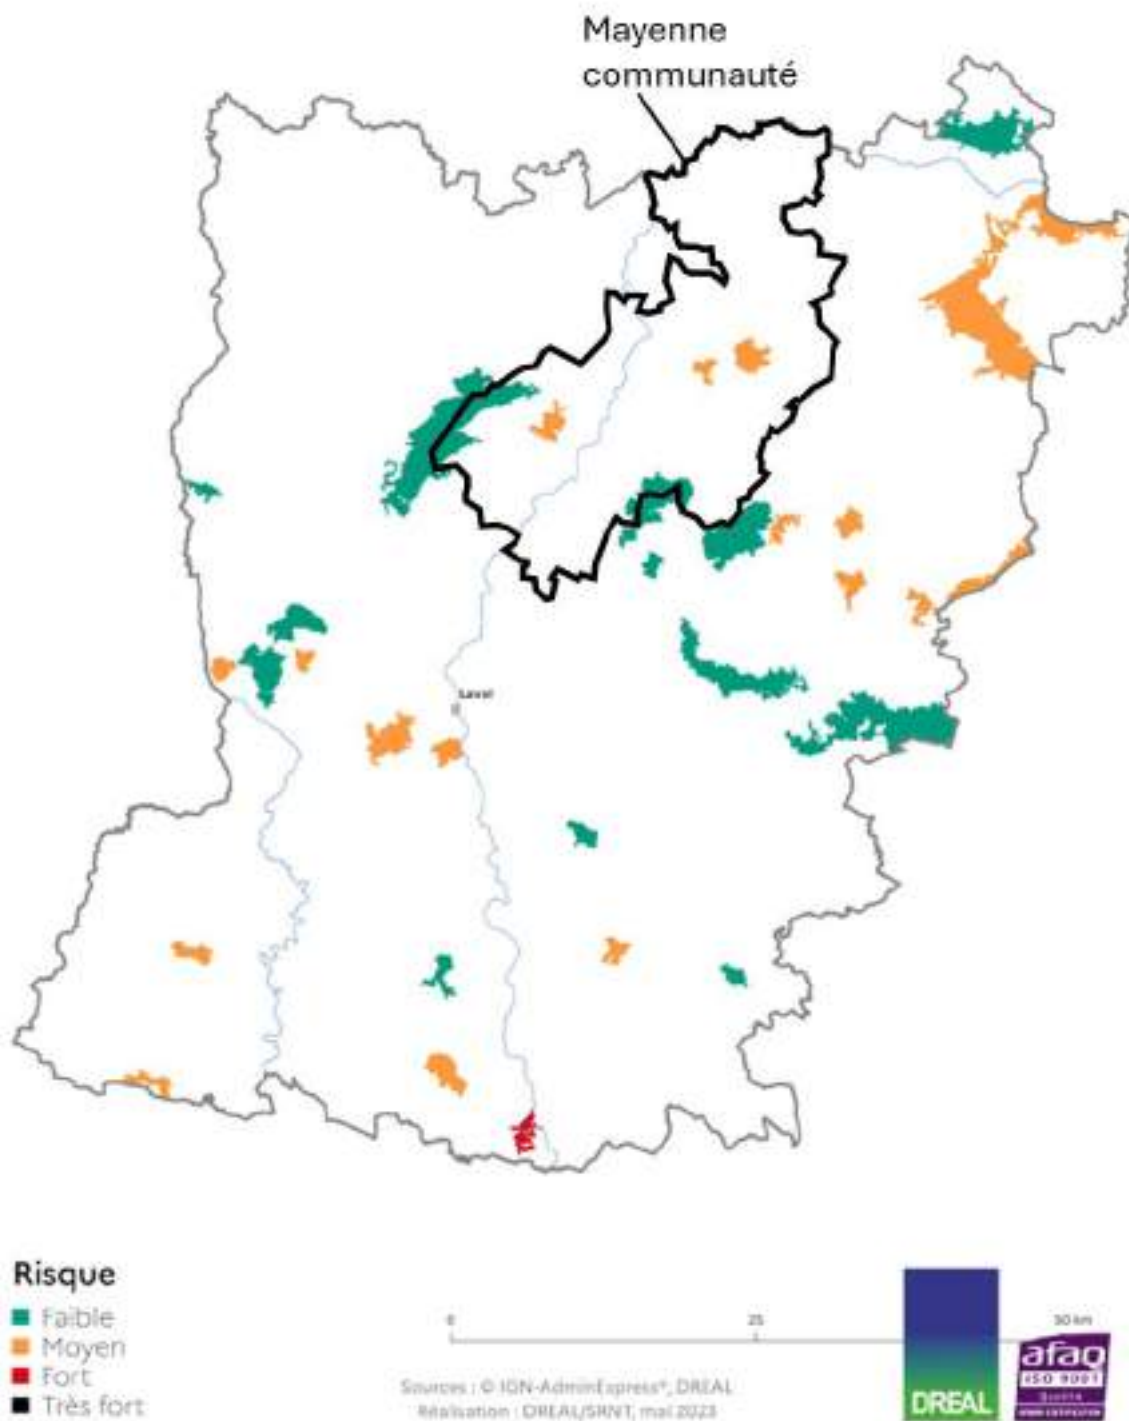 Mayenne
communauté
Laval
Risque
Faible
Moyen
Fort
Très fort
0 25 50 km
Sources : © IGN-AdminExpress®, DREAL
Réalisation : DREAL/SRNT, mai 2023
DREAL
afaq
ISO 9001
Qualité